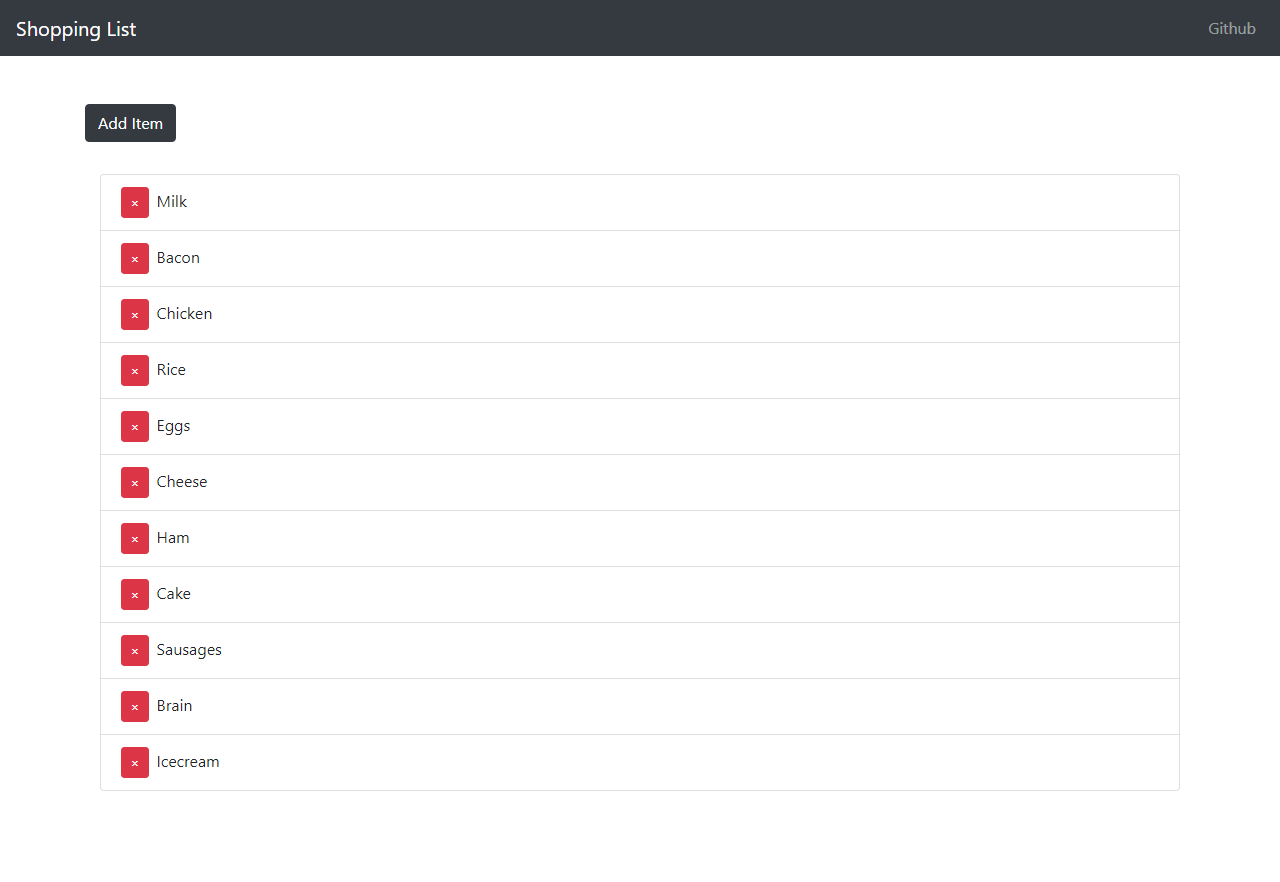 Shopping List Github
Add Item
× Milk
× Bacon
× Chicken
× Rice
× Eggs
× Cheese
× Ham
× Cake
× Sausages
× Brain
× Icecream